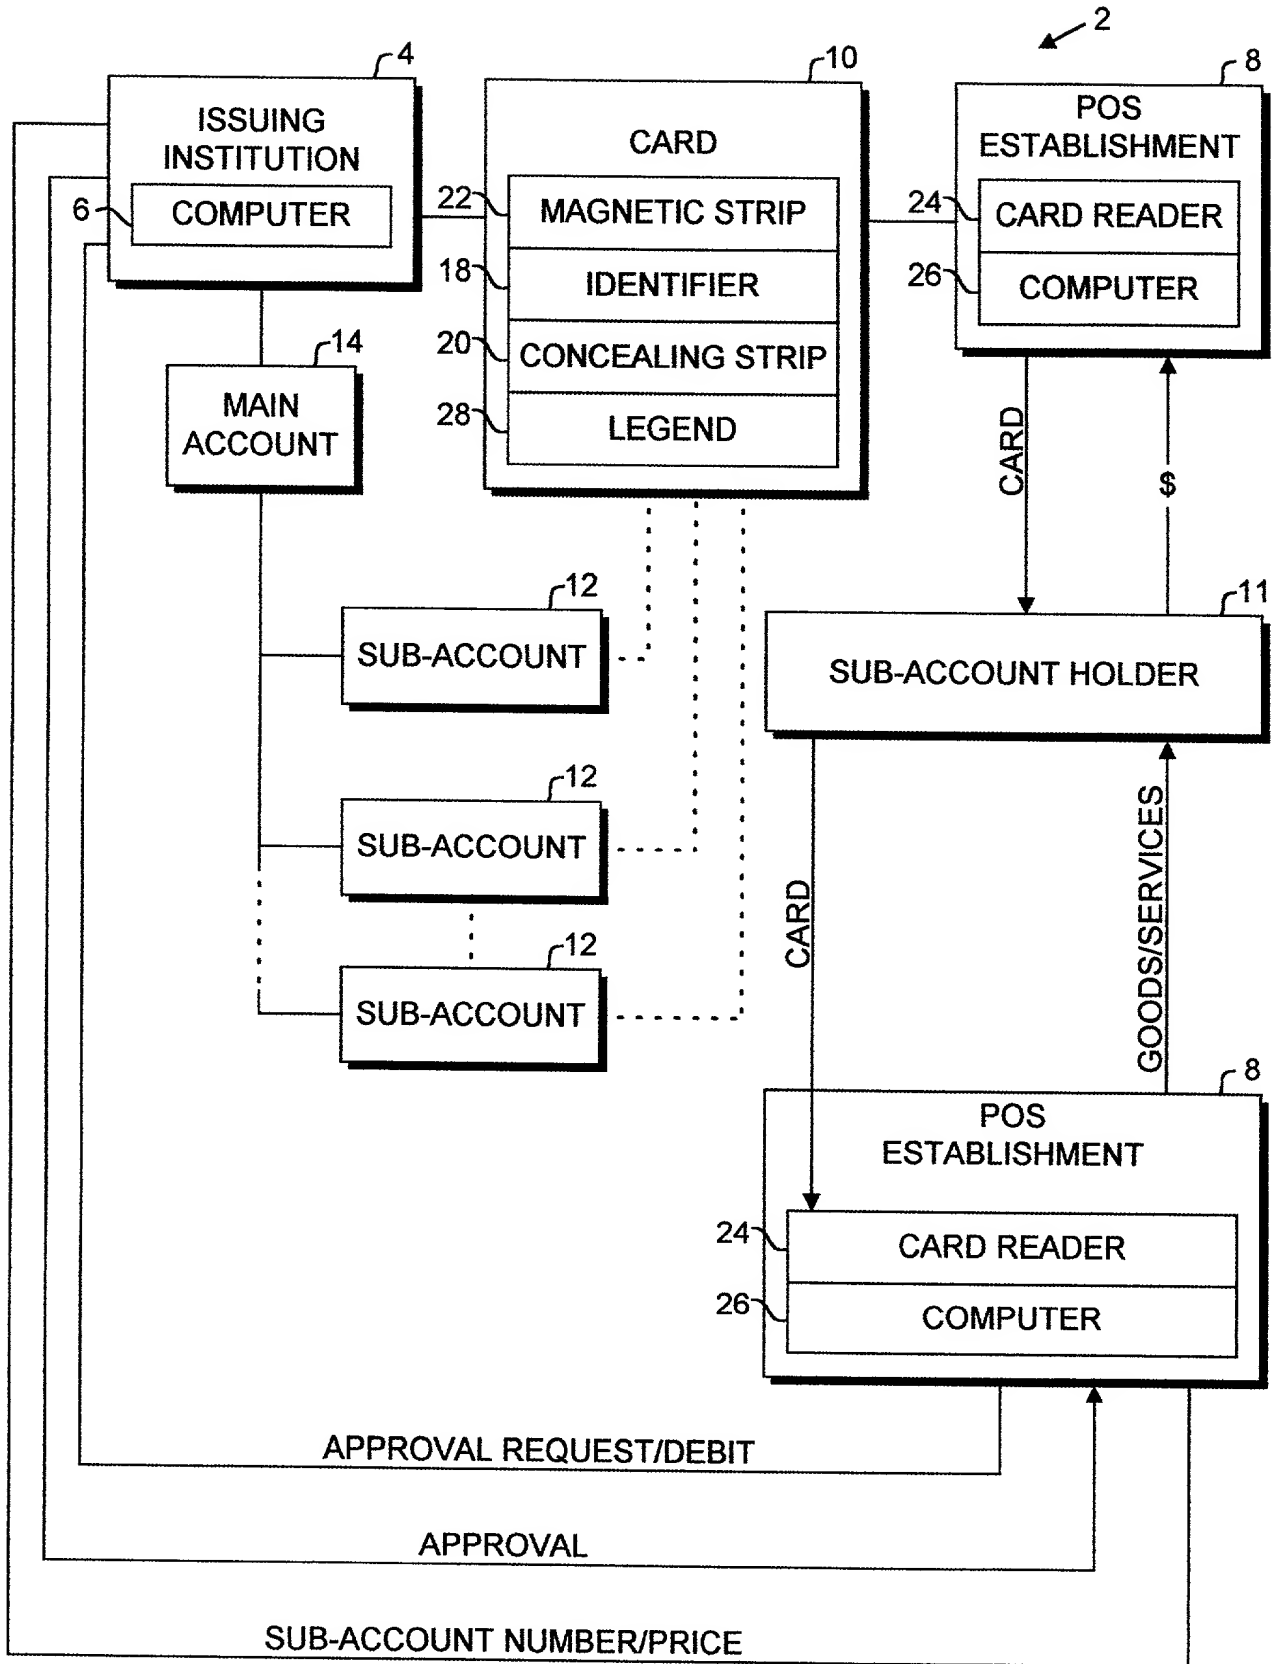 2
4
ISSUING
INSTITUTION
6
COMPUTER
10
CARD
22
MAGNETIC STRIP
18
IDENTIFIER
20
CONCEALING STRIP
28
LEGEND
8
POS
ESTABLISHMENT
24
CARD READER
26
COMPUTER
14
MAIN
ACCOUNT
CARD
$
12
SUB-ACCOUNT
11
SUB-ACCOUNT HOLDER
12
SUB-ACCOUNT
12
SUB-ACCOUNT
CARD
GOODS/SERVICES
8
POS
ESTABLISHMENT
24
CARD READER
26
COMPUTER
APPROVAL REQUEST/DEBIT
APPROVAL
SUB-ACCOUNT NUMBER/PRICE